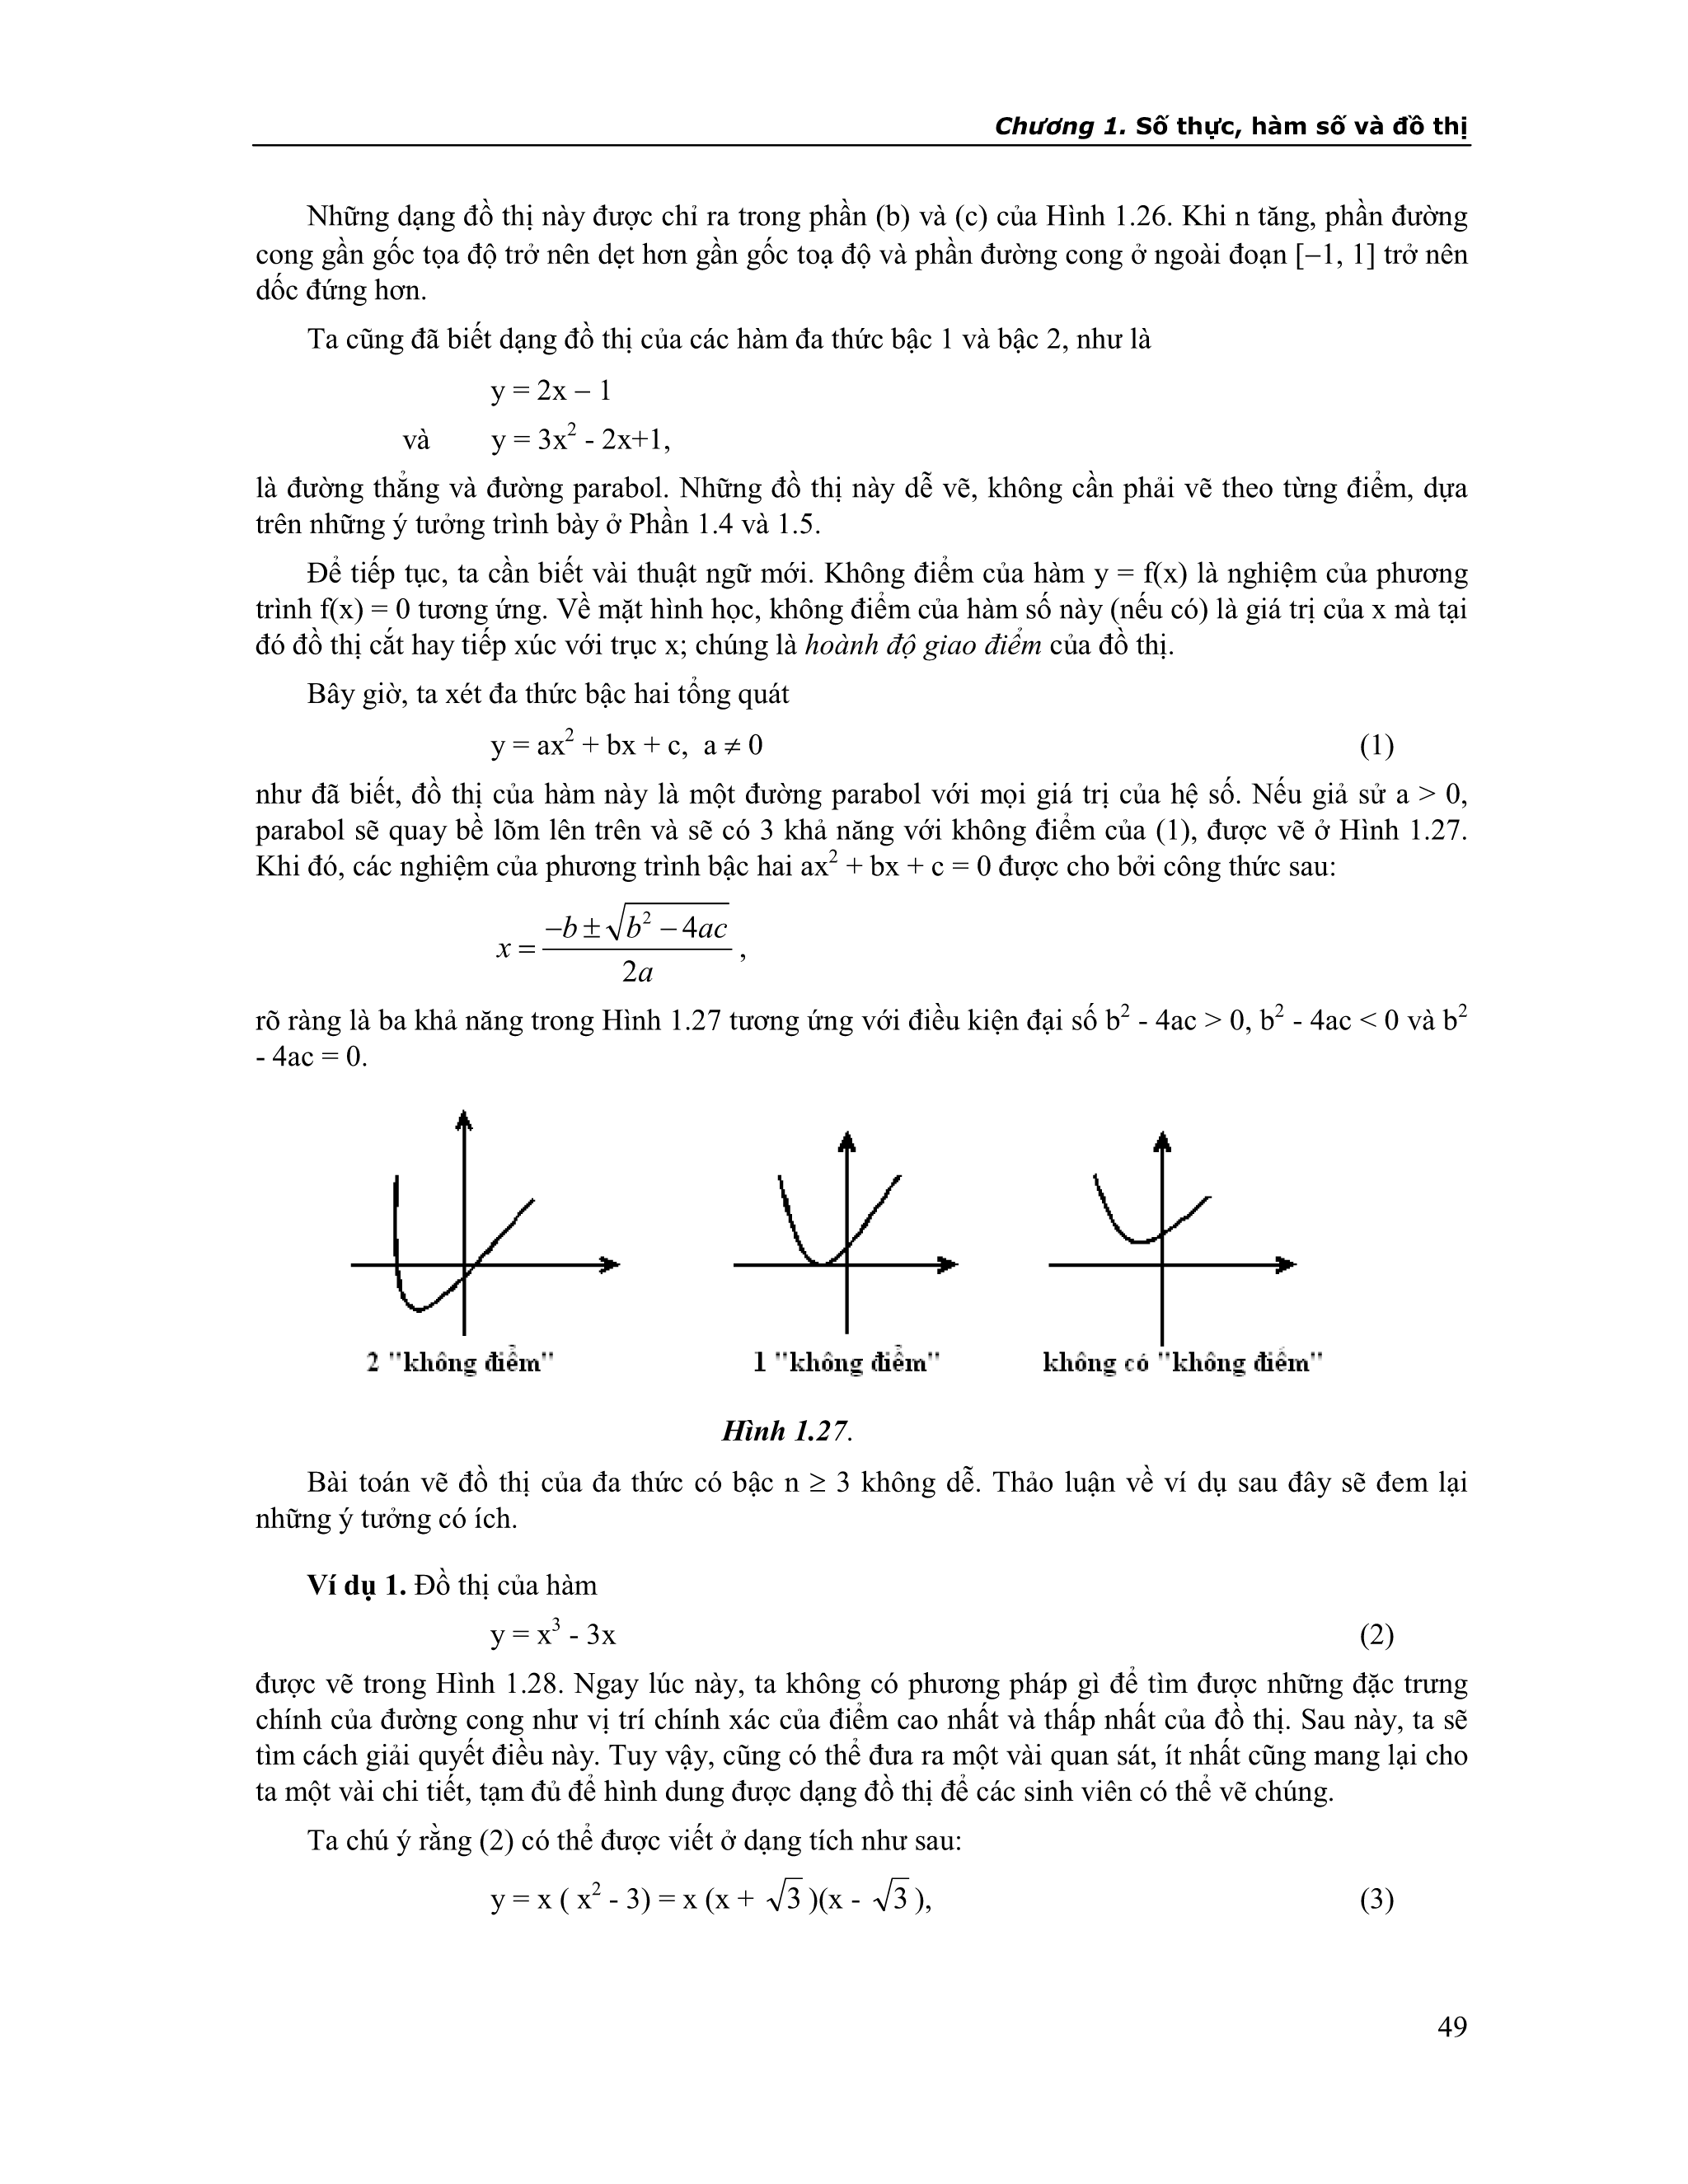 Chương 1. Số thực, hàm số và đồ thị
Những dạng đồ thị này được chỉ ra trong phần (b) và (c) của Hình 1.26. Khi n tăng, phần đường
cong gần gốc tọa độ trở nên dẹt hơn gần gốc toạ độ và phần đường cong ở ngoài đoạn [−1, 1] trở nên
dốc đứng hơn.
Ta cũng đã biết dạng đồ thị của các hàm đa thức bậc 1 và bậc 2, như là
y = 2x − 1
và y = 3x² - 2x+1,
là đường thẳng và đường parabol. Những đồ thị này dễ vẽ, không cần phải vẽ theo từng điểm, dựa
trên những ý tưởng trình bày ở Phần 1.4 và 1.5.
Để tiếp tục, ta cần biết vài thuật ngữ mới. Không điểm của hàm y = f(x) là nghiệm của phương
trình f(x) = 0 tương ứng. Về mặt hình học, không điểm của hàm số này (nếu có) là giá trị của x mà tại
đó đồ thị cắt hay tiếp xúc với trục x; chúng là hoành độ giao điểm của đồ thị.
Bây giờ, ta xét đa thức bậc hai tổng quát
y = ax² + bx + c, a ≠ 0 (1)
như đã biết, đồ thị của hàm này là một đường parabol với mọi giá trị của hệ số. Nếu giả sử a > 0,
parabol sẽ quay bề lõm lên trên và sẽ có 3 khả năng với không điểm của (1), được vẽ ở Hình 1.27.
Khi đó, các nghiệm của phương trình bậc hai ax² + bx + c = 0 được cho bởi công thức sau:
x = (−b ± √(b² − 4ac)) / 2a ,
rõ ràng là ba khả năng trong Hình 1.27 tương ứng với điều kiện đại số b² - 4ac > 0, b² - 4ac < 0 và b²
- 4ac = 0.
2 "không điểm" 1 "không điểm" không có "không điểm"
Hình 1.27.
Bài toán vẽ đồ thị của đa thức có bậc n ≥ 3 không dễ. Thảo luận về ví dụ sau đây sẽ đem lại
những ý tưởng có ích.
Ví dụ 1. Đồ thị của hàm
y = x³ - 3x (2)
được vẽ trong Hình 1.28. Ngay lúc này, ta không có phương pháp gì để tìm được những đặc trưng
chính của đường cong như vị trí chính xác của điểm cao nhất và thấp nhất của đồ thị. Sau này, ta sẽ
tìm cách giải quyết điều này. Tuy vậy, cũng có thể đưa ra một vài quan sát, ít nhất cũng mang lại cho
ta một vài chi tiết, tạm đủ để hình dung được dạng đồ thị để các sinh viên có thể vẽ chúng.
Ta chú ý rằng (2) có thể được viết ở dạng tích như sau:
y = x ( x² - 3) = x (x + √3 )(x - √3 ), (3)
49